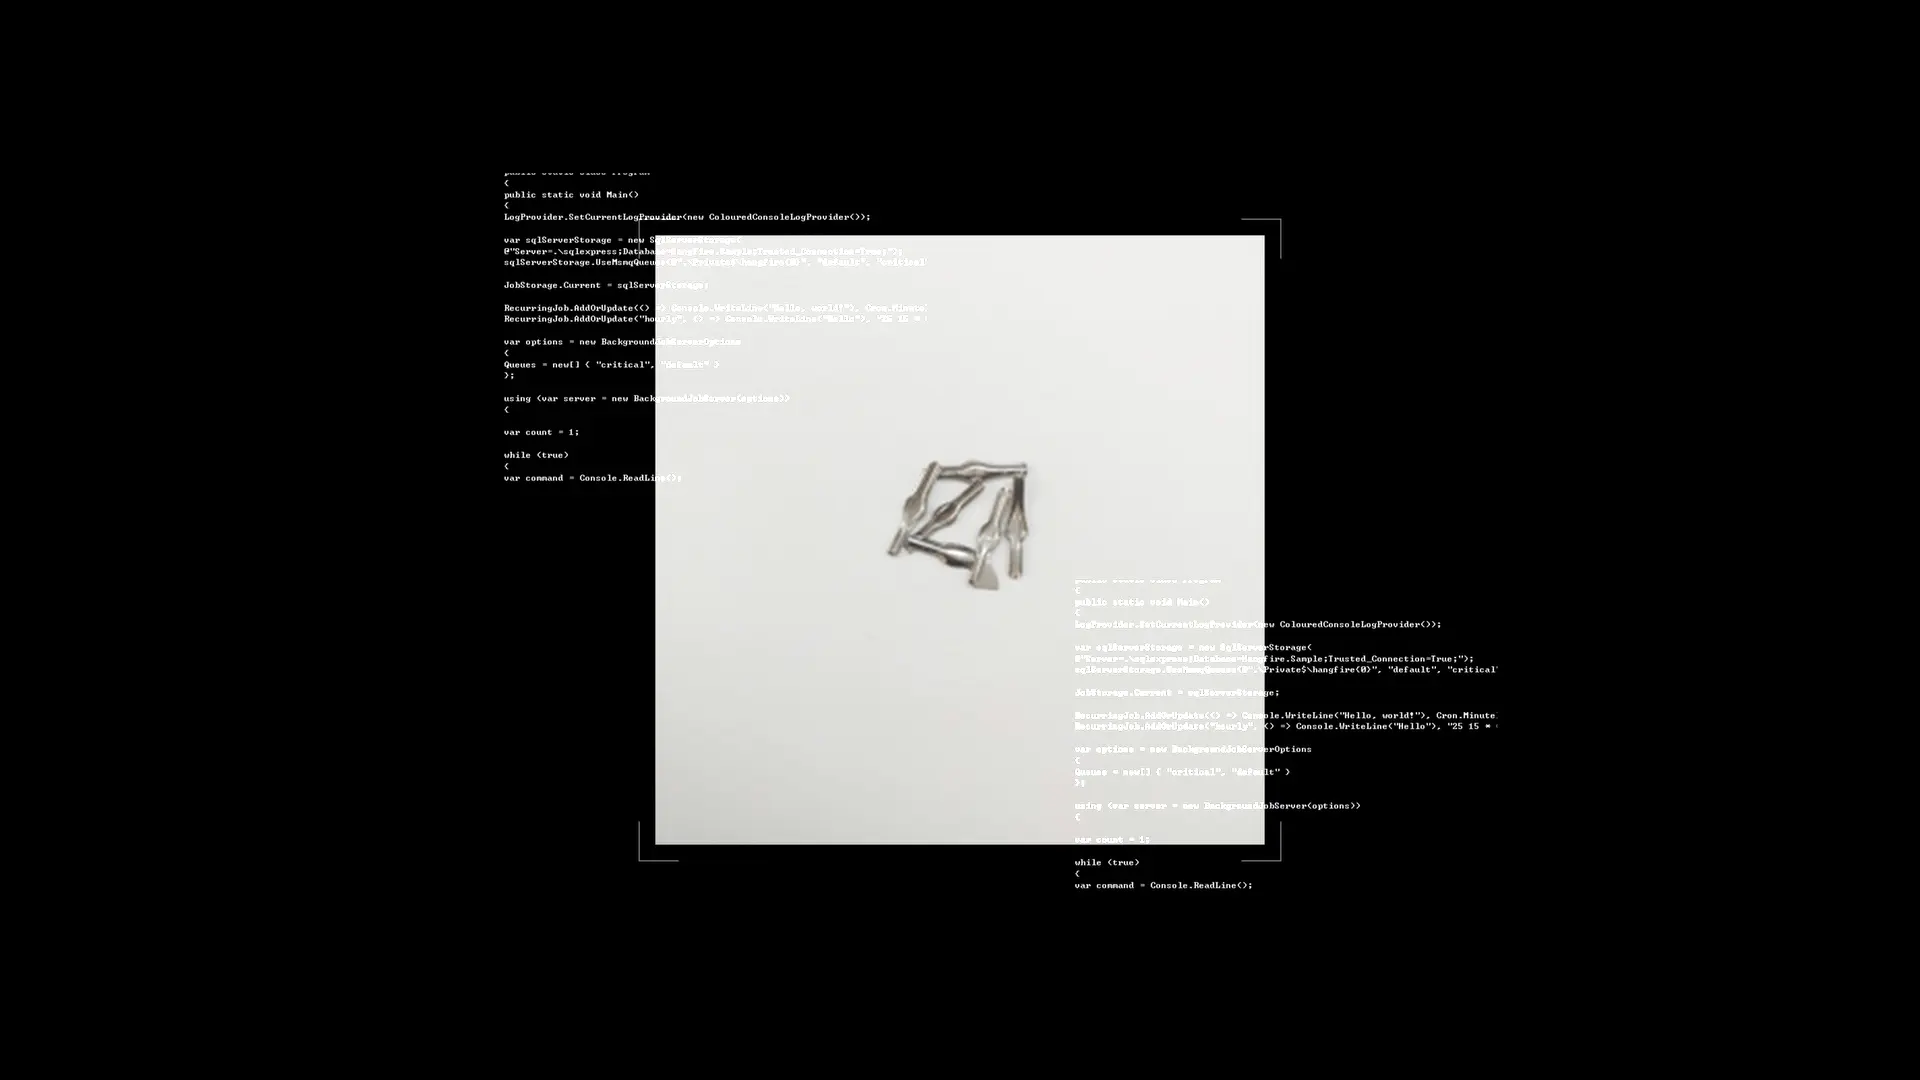 {
public static void Main()
{
LogProvider.SetCurrentLogProvider(new ColouredConsoleLogProvider());
var sqlServerStorage = new SqlServerStorage(
@"Server=.\sqlexpress;Database=Hangfire.Sample;Trusted_Connection=True;");
sqlServerStorage.UseMsmqQueues(@".\Private$\hangfire{0}", "default", "critical"
JobStorage.Current = sqlServerStorage;
RecurringJob.AddOrUpdate(() => Console.WriteLine("Hello, world!"), Cron.Minute
RecurringJob.AddOrUpdate("hourly", () => Console.WriteLine("Hello"), "25 15 *
var options = new BackgroundJobServerOptions
{
Queues = new[] { "critical", "default" }
};
using (var server = new BackgroundJobServer(options))
{
var count = 1;
while (true)
{
var command = Console.ReadLine();
{
public static void Main()
{
LogProvider.SetCurrentLogProvider(new ColouredConsoleLogProvider());
var sqlServerStorage = new SqlServerStorage(
@"Server=.\sqlexpress;Database=Hangfire.Sample;Trusted_Connection=True;");
sqlServerStorage.UseMsmqQueues(@".\Private$\hangfire{0}", "default", "critical"
JobStorage.Current = sqlServerStorage;
RecurringJob.AddOrUpdate(() => Console.WriteLine("Hello, world!"), Cron.Minute
RecurringJob.AddOrUpdate("hourly", () => Console.WriteLine("Hello"), "25 15 *
var options = new BackgroundJobServerOptions
{
Queues = new[] { "critical", "default" }
};
using (var server = new BackgroundJobServer(options))
{
var count = 1;
while (true)
{
var command = Console.ReadLine();